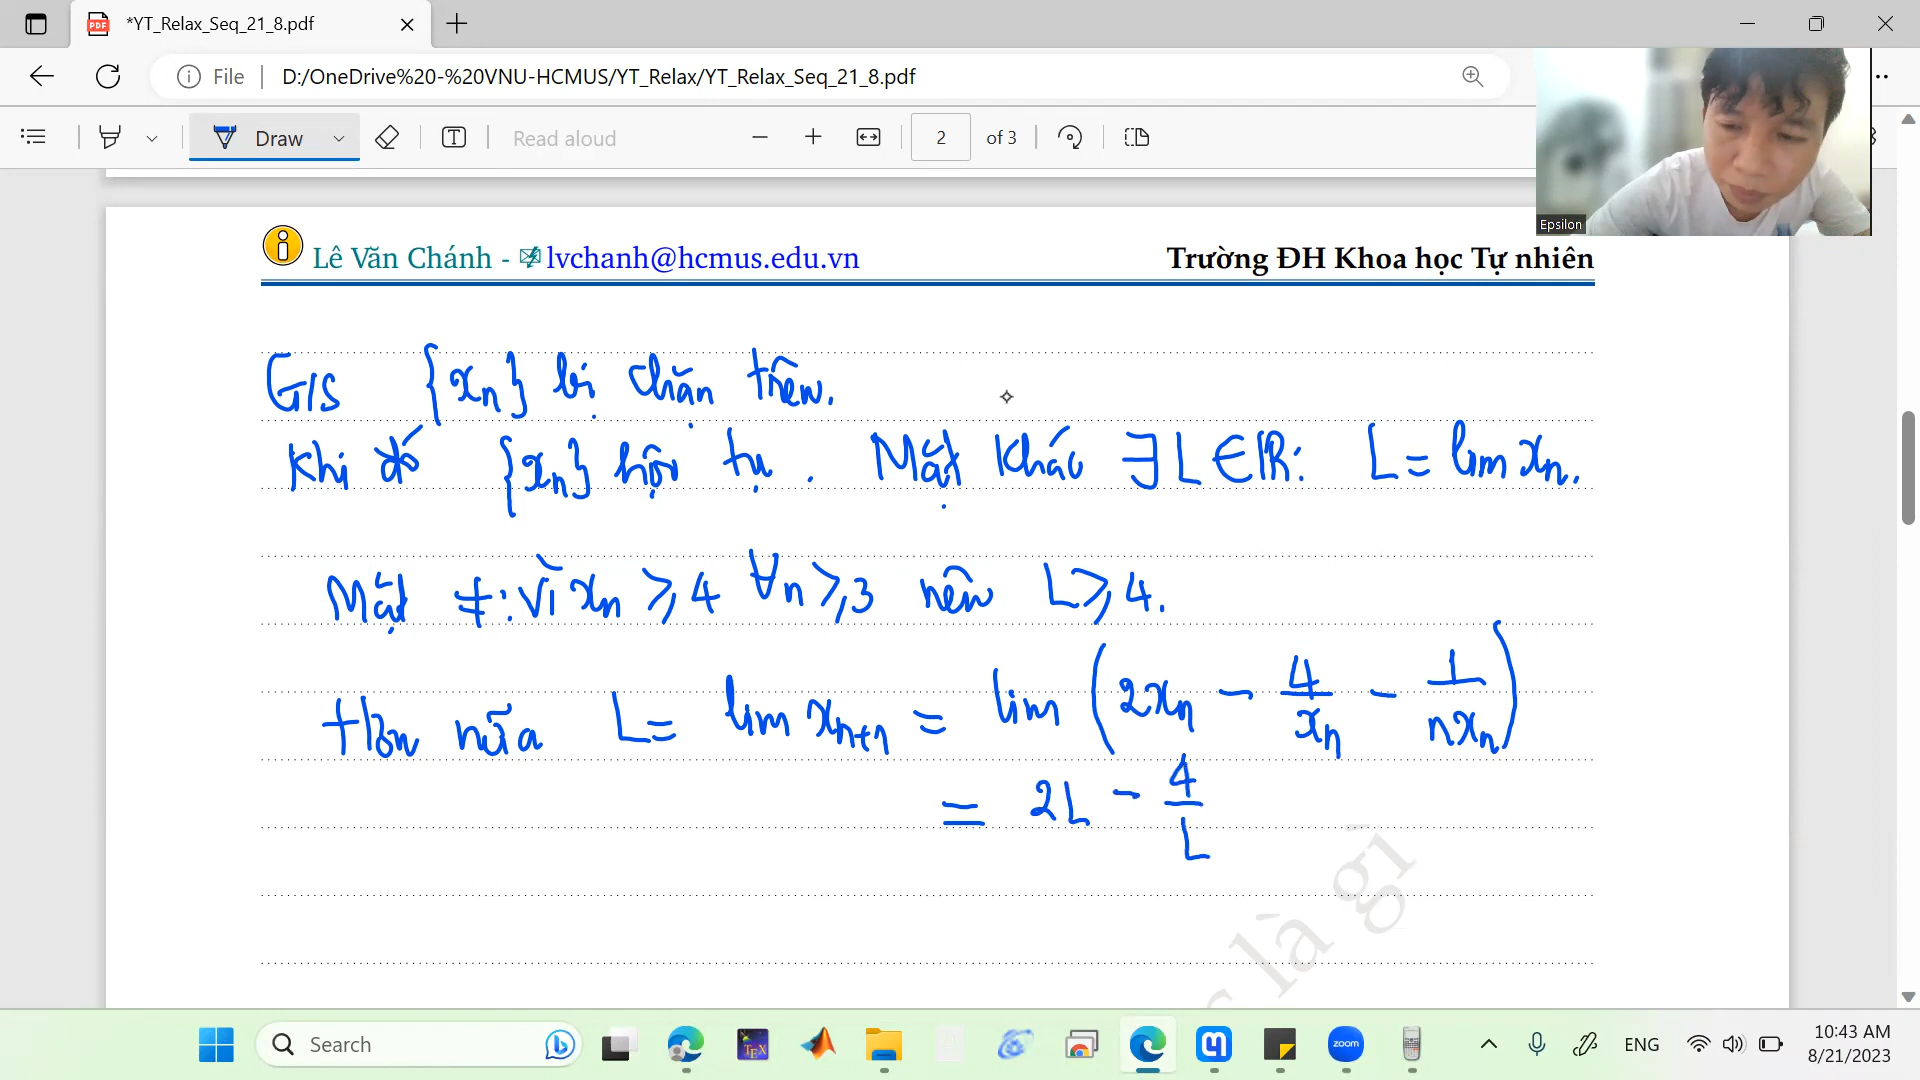 *YT_Relax_Seq_21_8.pdf
File D:/OneDrive%20-%20VNU-HCMUS/YT_Relax/YT_Relax_Seq_21_8.pdf
Draw Read aloud 2 of 3
Epsilon
Lê Văn Chánh - lvchanh@hcmus.edu.vn Trường ĐH Khoa học Tự nhiên
G/S {xₙ} bị chặn trên.
Khi đó {xₙ} hội tụ. Mặt khác ∃ L ∈ ℝ: L = lim xₙ.
Mặt ≠: vì xₙ ⩾ 4 ∀n ⩾ 3 nên L ⩾ 4.
Hơn nữa L = lim xₙ₊₁ = lim (2xₙ - 4/xₙ - 1/(nxₙ))
= 2L - 4/L
là gì
Search
ENG
10:43 AM
8/21/2023